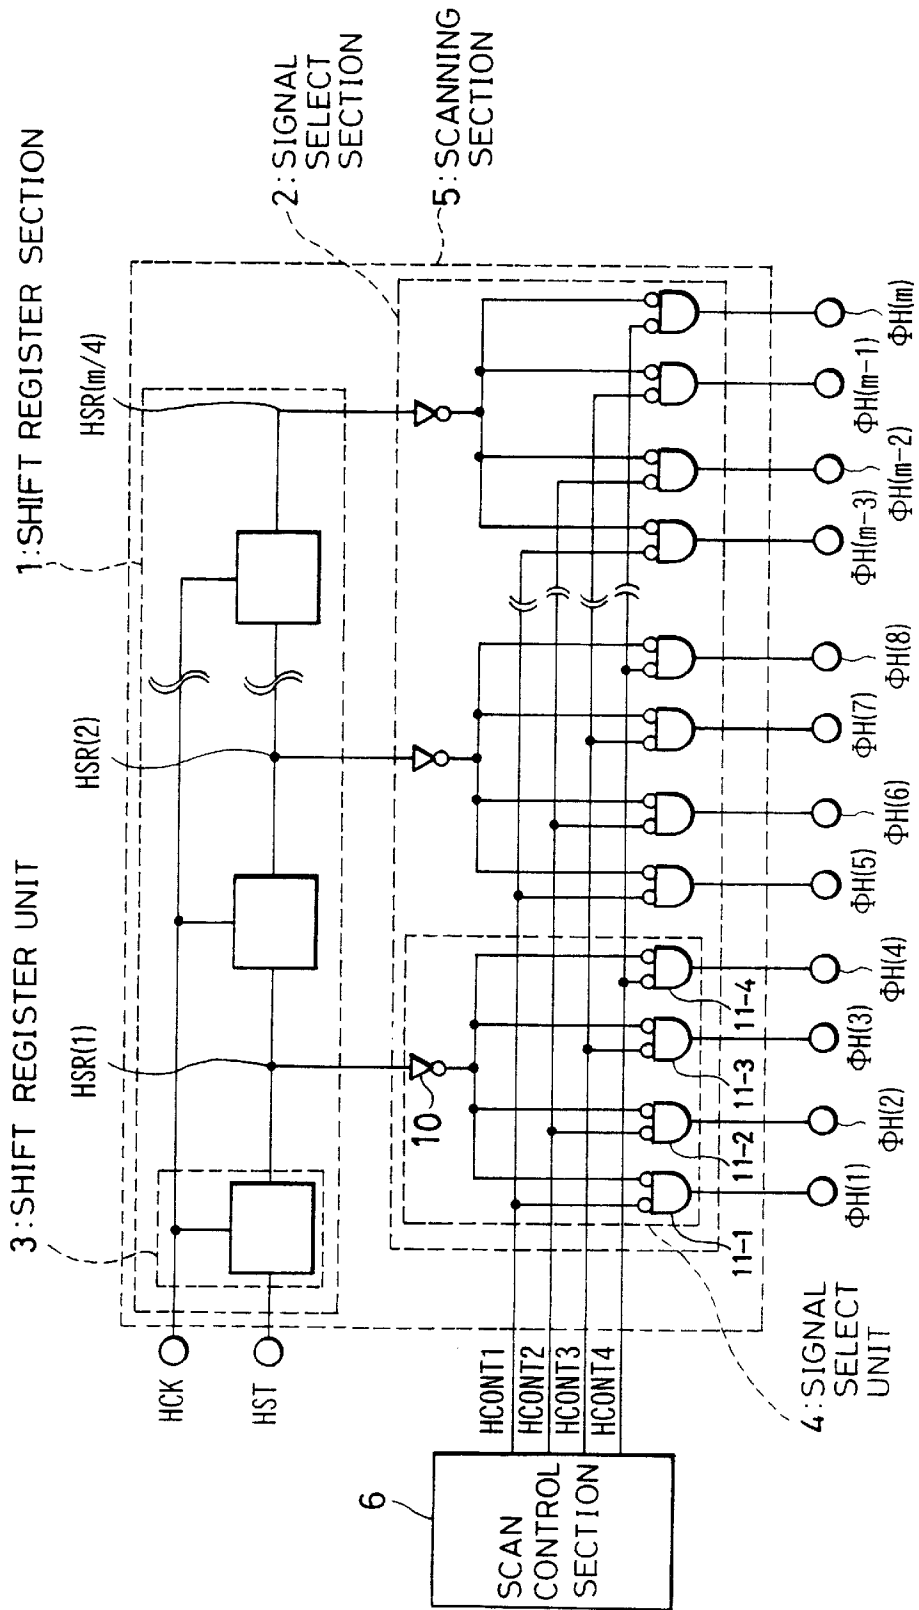 1:SHIFT REGISTER SECTION
3:SHIFT REGISTER UNIT
HSR(1)
HSR(2)
HSR(m/4)
2:SIGNAL
SELECT
SECTION
5:SCANNING
SECTION
HCK
HST
10
6
SCAN
CONTROL
SECTION
HCONT1
HCONT2
HCONT3
HCONT4
11-1
11-2
11-3
11-4
4:SIGNAL
SELECT
UNIT
ΦH(1)
ΦH(2)
ΦH(3)
ΦH(4)
ΦH(5)
ΦH(6)
ΦH(7)
ΦH(8)
ΦH(m-3)
ΦH(m-2)
ΦH(m-1)
ΦH(m)